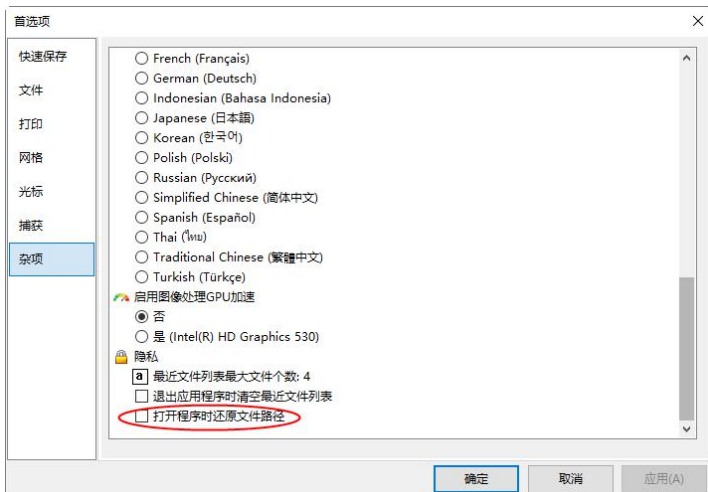 首选项
快速保存
文件
打印
网格
光标
捕获
杂项
French (Français)
German (Deutsch)
Indonesian (Bahasa Indonesia)
Japanese (日本語)
Korean (한국어)
Polish (Polski)
Russian (Русский)
Simplified Chinese (简体中文)
Spanish (Español)
Thai (ไทย)
Traditional Chinese (繁體中文)
Turkish (Türkçe)
启用图像处理GPU加速
否
是 (Intel(R) HD Graphics 530)
隐私
a 最近文件列表最大文件个数: 4
退出应用程序时清空最近文件列表
打开程序时还原文件路径
确定
取消
应用(A)